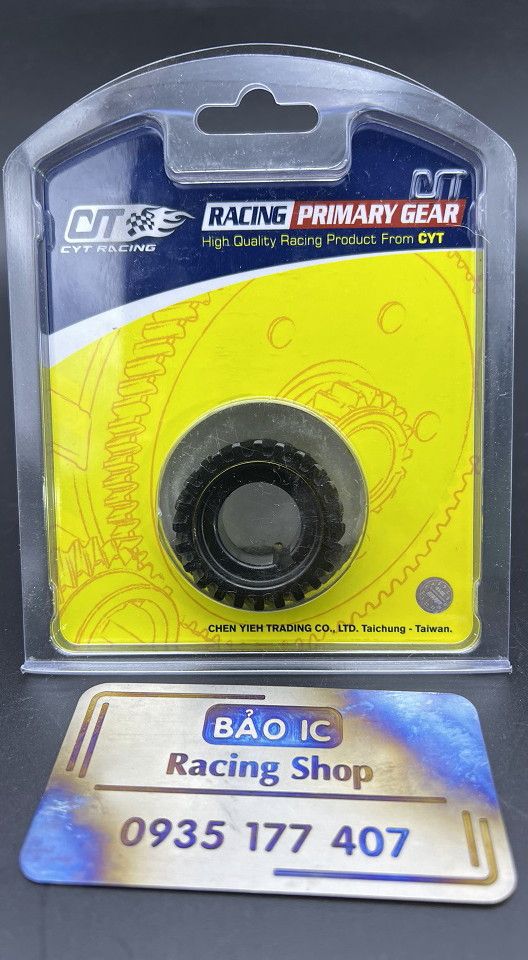 CYT
CYT RACING
CYT
RACING PRIMARY GEAR
High Quality Racing Product From CYT
CHEN YIEH TRADING CO., LTD. Taichung - Taiwan.
BẢO IC
Racing Shop
0935 177 407